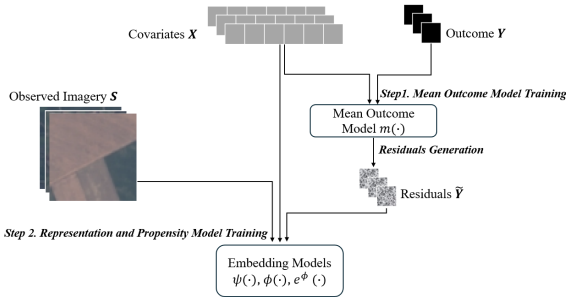 Covariates X
Outcome Y
Step1. Mean Outcome Model Training
Observed Imagery S
Mean Outcome
Model m(·)
Residuals Generation
Residuals Ỹ
Step 2. Representation and Propensity Model Training
Embedding Models
ψ(·), ϕ(·), e^ϕ (·)